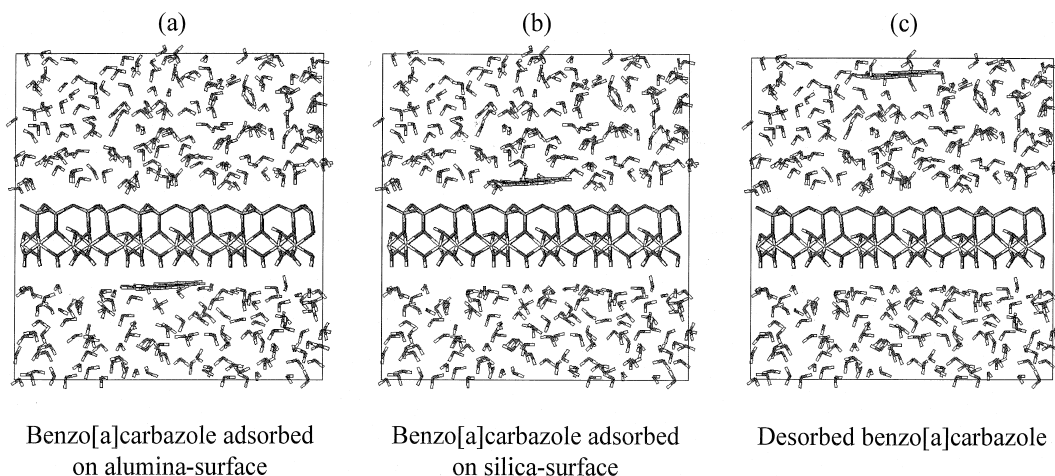 (a)
(b)
(c)
Benzo[a]carbazole adsorbed
on alumina-surface
Benzo[a]carbazole adsorbed
on silica-surface
Desorbed benzo[a]carbazole